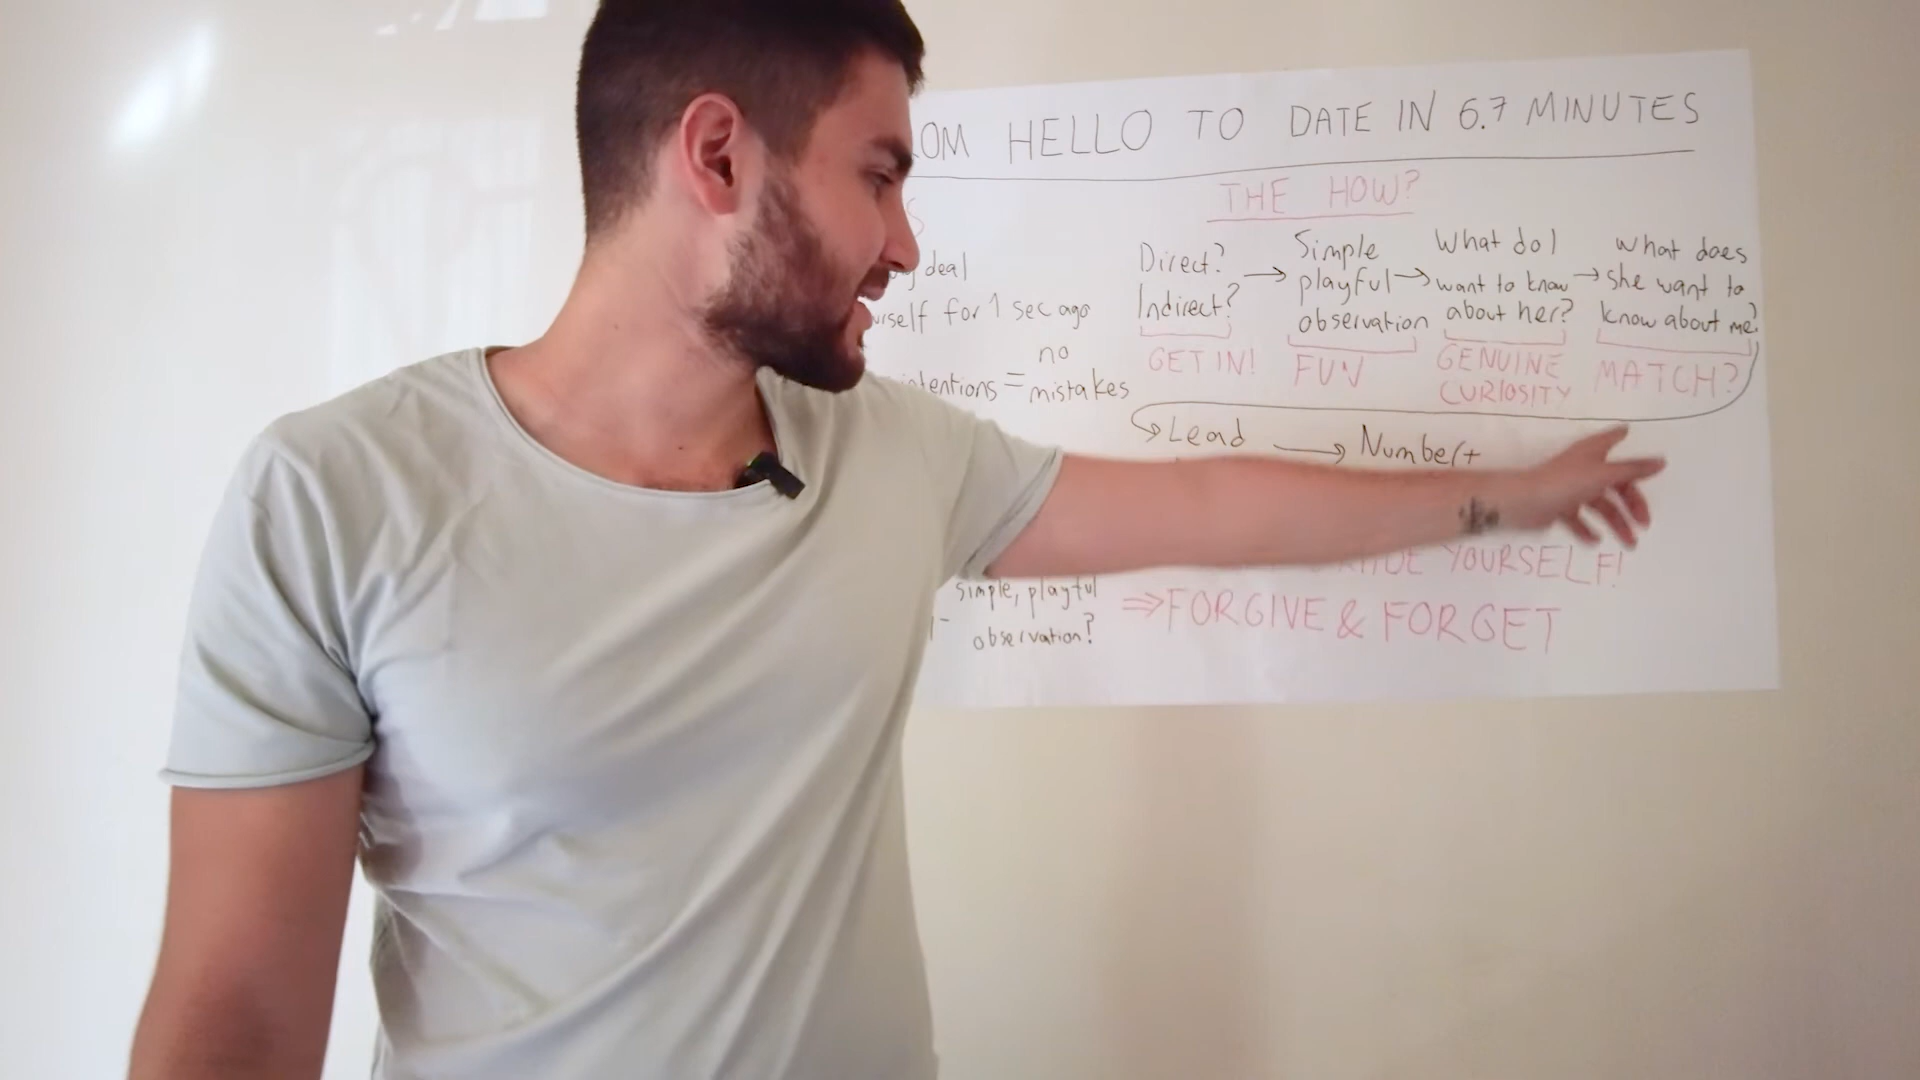 HELLO TO DATE IN 6.7 MINUTES
THE HOW?
deal
for 1 sec ago
no
= mistakes
Direct?
Indirect?
GET IN!
→ Simple
playful
observation
FUN
→ What do I
want to know
about her?
GENUINE
CURIOSITY
→ What does
she want to
know about me?
MATCH?
Lead → Number+
YOURSELF!
simple, playful
observation?
⇒ FORGIVE & FORGET